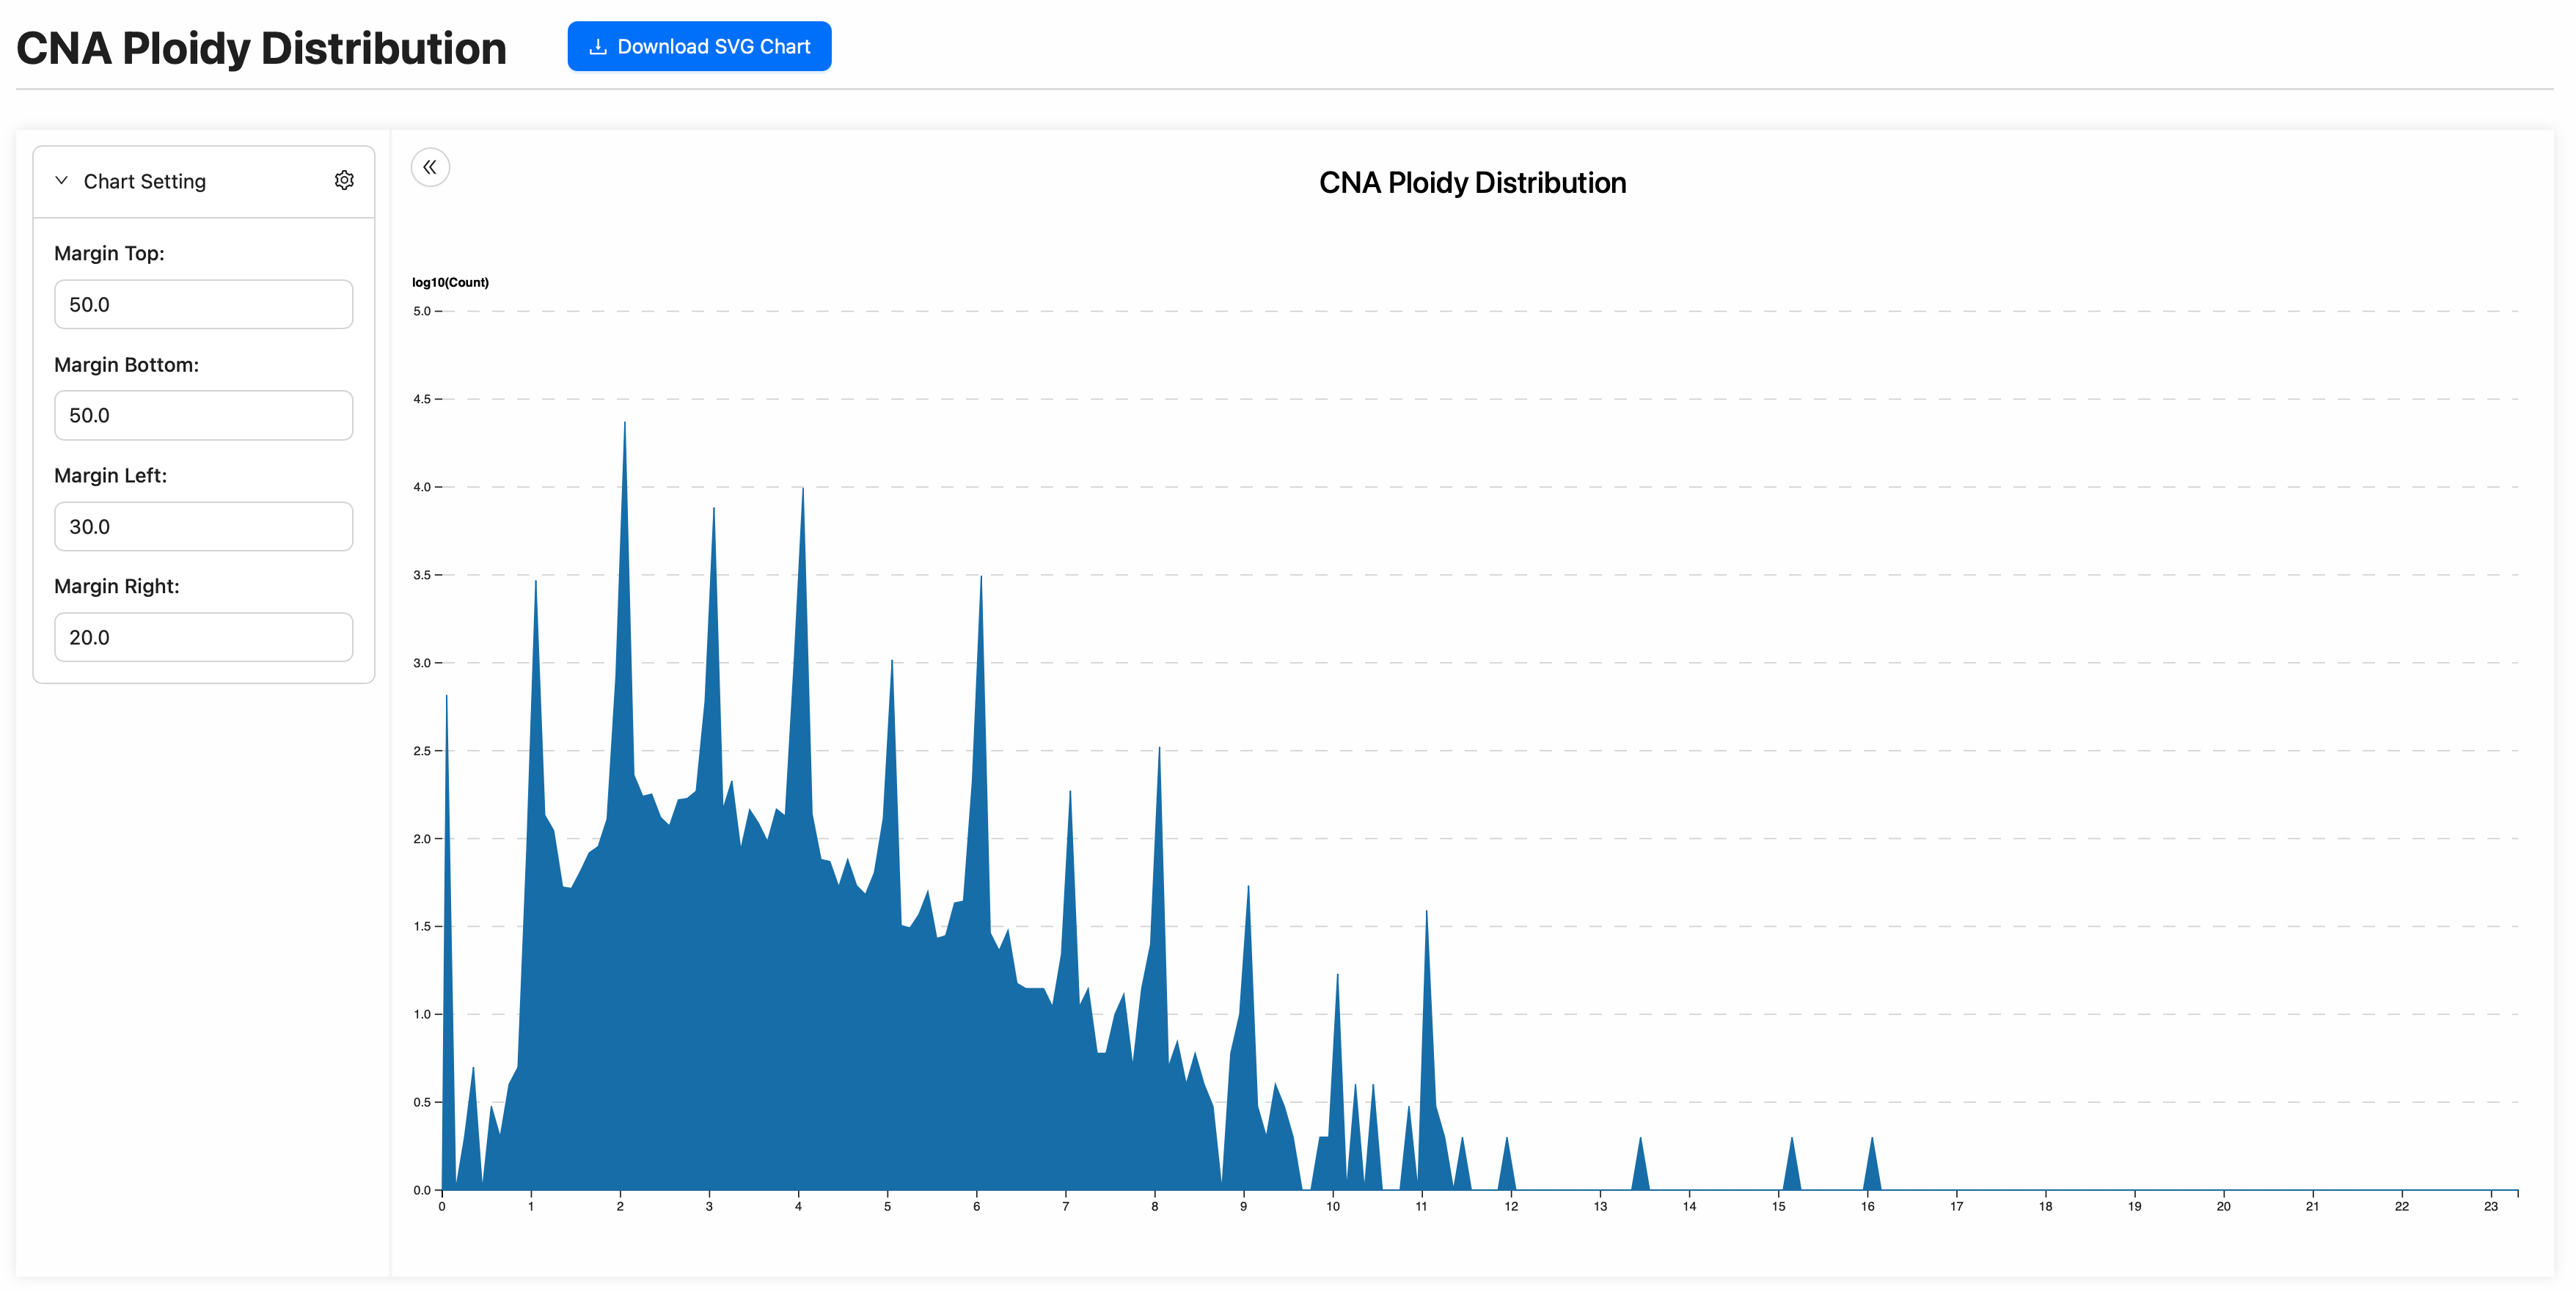 CNA Ploidy Distribution
Download SVG Chart
Chart Setting
Margin Top:
50.0
Margin Bottom:
50.0
Margin Left:
30.0
Margin Right:
20.0
CNA Ploidy Distribution
log10(Count)
5.0
4.5
4.0
3.5
3.0
2.5
2.0
1.5
1.0
0.5
0.0
0 1 2 3 4 5 6 7 8 9 10 11 12 13 14 15 16 17 18 19 20 21 22 23